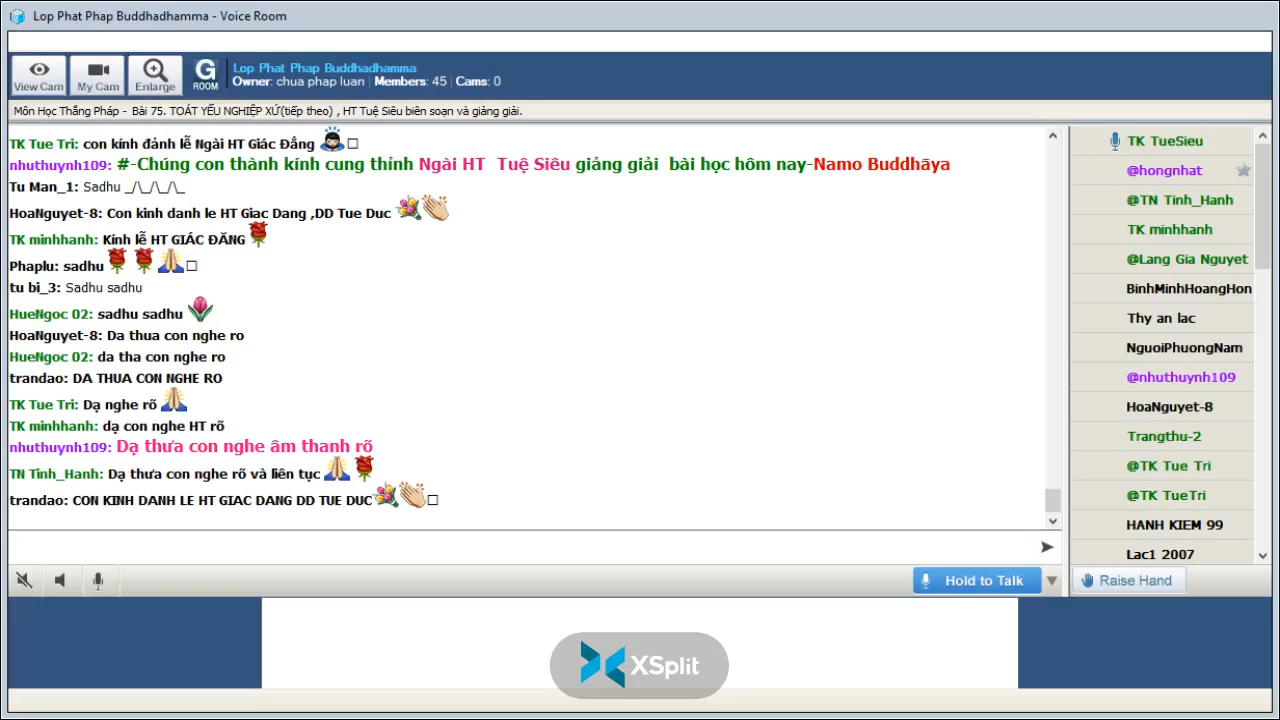 Lop Phat Phap Buddhadhamma - Voice Room
View Cam
My Cam
Enlarge
G ROOM
Lop Phat Phap Buddhadhamma
Owner: chua phap luan | Members: 45 | Cams: 0
Môn Học Thắng Pháp - Bài 75. TOÁT YẾU NGHIỆP XỨ(tiếp theo) , HT Tuệ Siêu biên soạn và giảng giải.
TK Tue Tri: con kính đảnh lễ Ngài HT Giác Đẳng
nhuthuynh109: #-Chúng con thành kính cung thỉnh Ngài HT Tuệ Siêu giảng giải bài học hôm nay-Namo Buddhāya
Tu Man_1: Sadhu _/\_/\_/\_
HoaNguyet-8: Con kinh danh le HT Giac Dang ,DD Tue Duc
TK minhhanh: Kính lễ HT GIÁC ĐĂNG
Phaplu: sadhu
tu bi_3: Sadhu sadhu
HueNgoc 02: sadhu sadhu
HoaNguyet-8: Da thua con nghe ro
HueNgoc 02: da tha con nghe ro
trandao: DA THUA CON NGHE RO
TK Tue Tri: Dạ nghe rõ
TK minhhanh: dạ con nghe HT rõ
nhuthuynh109: Dạ thưa con nghe âm thanh rõ
TN Tinh_Hanh: Dạ thưa con nghe rõ và liên tục
trandao: CON KINH DANH LE HT GIAC DANG DD TUE DUC
TK TueSieu
@hongnhat
@TN Tinh_Hanh
TK minhhanh
@Lang Gia Nguyet
BinhMinhHoangHon
Thy an lac
NguoiPhuongNam
@nhuthuynh109
HoaNguyet-8
Trangthu-2
@TK Tue Tri
@TK TueTri
HANH KIEM 99
Lac1 2007
Hold to Talk
Raise Hand
XSplit